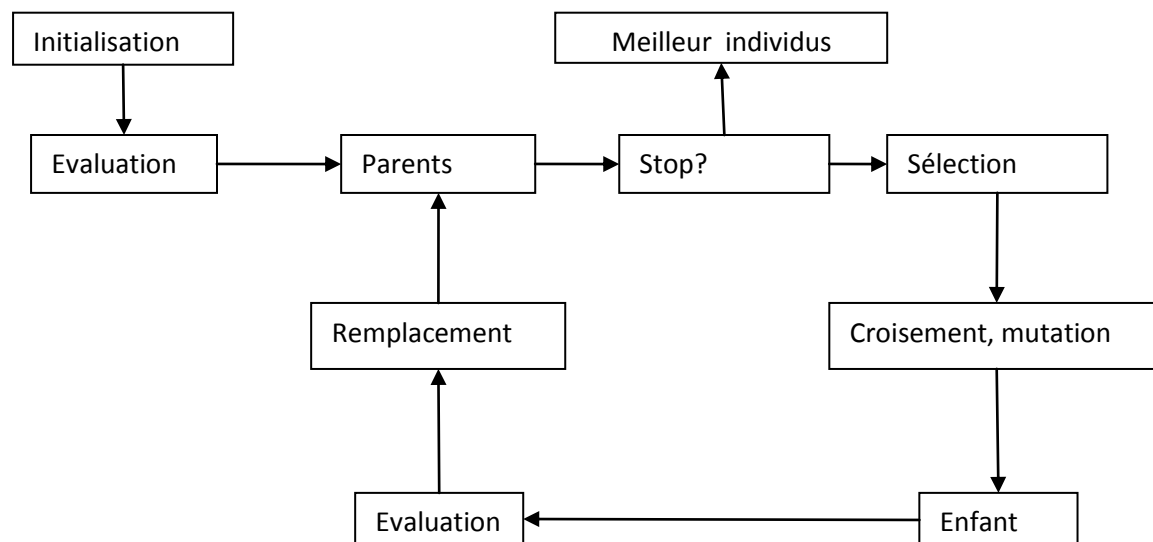 Initialisation
Meilleur individus
Evaluation
Parents
Stop?
Sélection
Remplacement
Croisement, mutation
Evaluation
Enfant